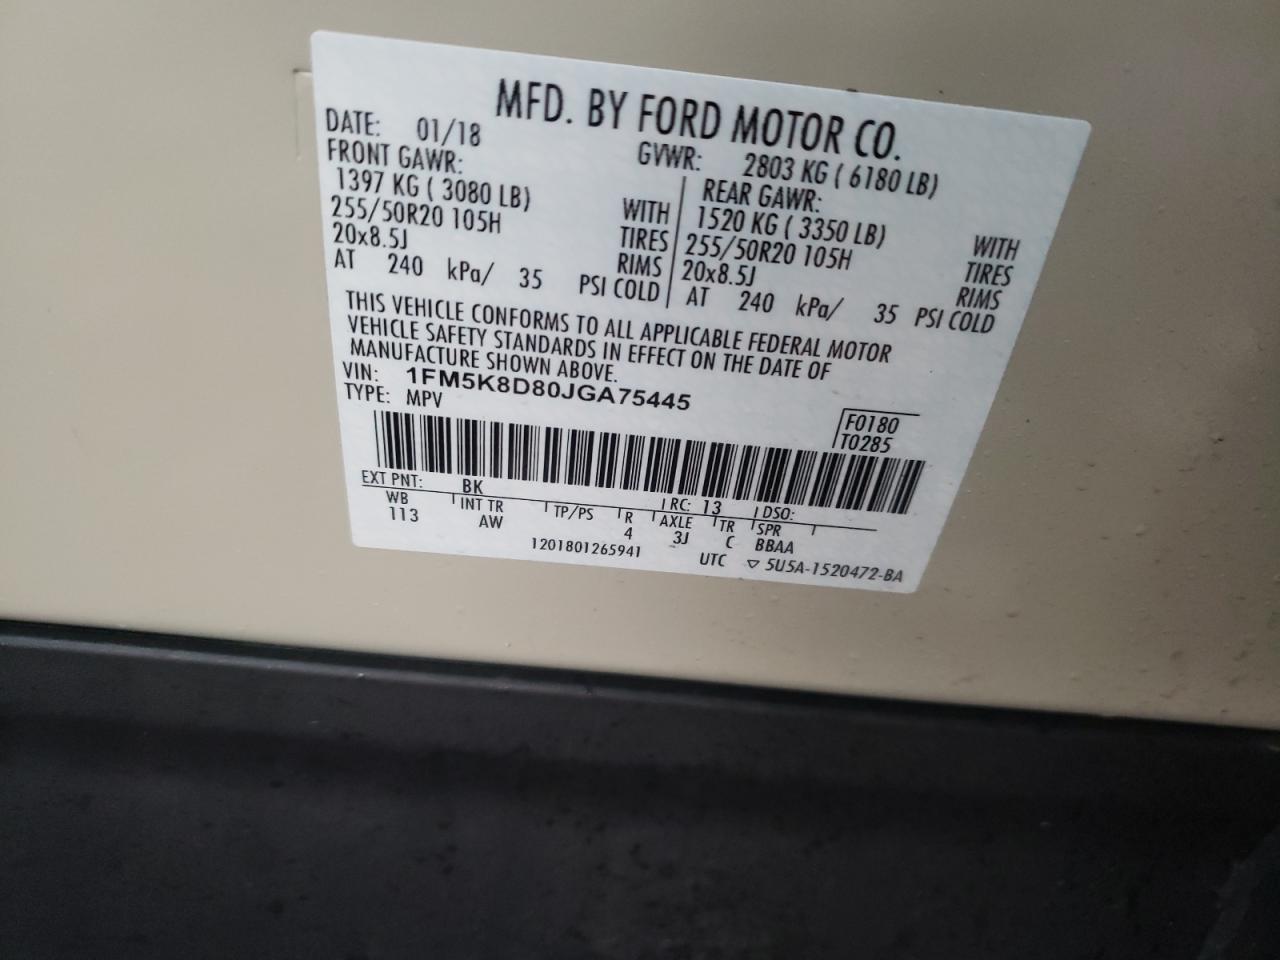 MFD. BY FORD MOTOR CO.
DATE: 01/18 GVWR: 2803 KG ( 6180 LB)
FRONT GAWR: REAR GAWR:
1397 KG ( 3080 LB) WITH 1520 KG ( 3350 LB) WITH
255/50R20 105H TIRES 255/50R20 105H TIRES
20x8.5J RIMS 20x8.5J RIMS
AT 240 kPa/ 35 PSI COLD AT 240 kPa/ 35 PSI COLD
THIS VEHICLE CONFORMS TO ALL APPLICABLE FEDERAL MOTOR
VEHICLE SAFETY STANDARDS IN EFFECT ON THE DATE OF
MANUFACTURE SHOWN ABOVE.
VIN: 1FM5K8D80JGA75445
TYPE: MPV
F0180
T0285
EXT PNT: BK RC: 13 DSO:
WB INT TR TP/PS R AXLE TR SPR
113 AW 4 3J C BBAA
1201801265941 UTC ▽ 5U5A-1520472-BA